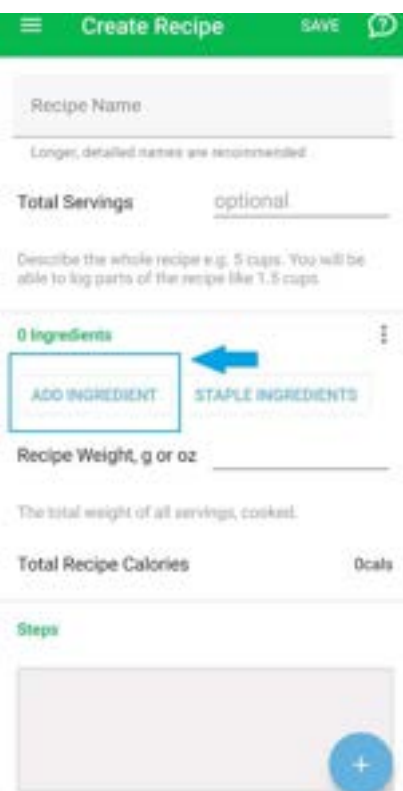 Create Recipe
SAVE
Recipe Name
Longer, detailed names are recommended
Total Servings
optional
Describe the whole recipe e.g. 5 cups. You will be
able to log parts of the recipe like 1.5 cups
0 Ingredients
ADD INGREDIENT
STAPLE INGREDIENTS
Recipe Weight, g or oz
The total weight of all servings, cooked.
Total Recipe Calories
0cals
Steps